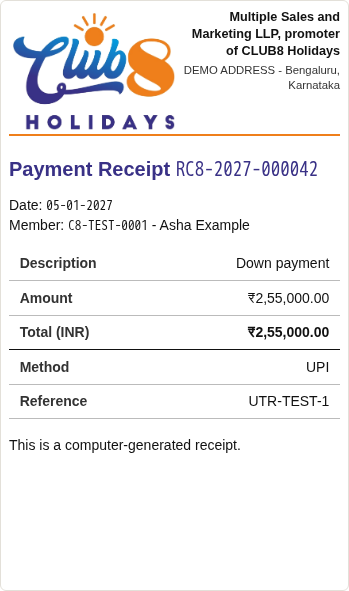 Club8
HOLIDAYS
Multiple Sales and
Marketing LLP, promoter
of CLUB8 Holidays
DEMO ADDRESS - Bengaluru,
Karnataka
Payment Receipt RC8-2027-000042
Date: 05-01-2027
Member: C8-TEST-0001 - Asha Example
Description Down payment
Amount ₹2,55,000.00
Total (INR) ₹2,55,000.00
Method UPI
Reference UTR-TEST-1
This is a computer-generated receipt.